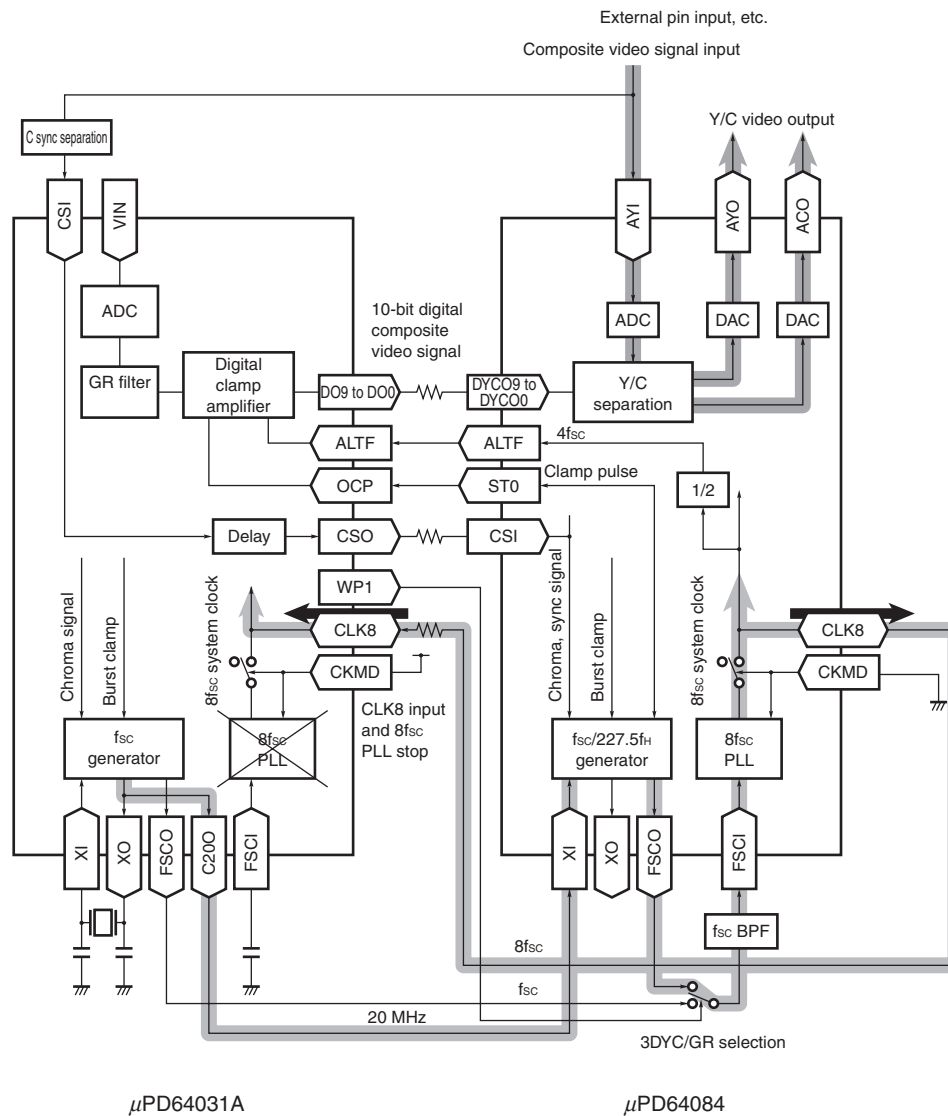 External pin input, etc.
Composite video signal input
Y/C video output
C sync separation
CSI
VIN
AYI
AYO
ACO
ADC
10-bit digital
composite
video signal
ADC
DAC
DAC
GR filter
Digital
clamp
amplifier
DO9 to DO0
DYCO9 to
DYCO0
Y/C
separation
ALTF
ALTF
4fSC
OCP
ST0
Clamp pulse
1/2
Delay
CSO
CSI
WP1
Chroma signal
Burst clamp
8fSC system clock
CLK8
Chroma, sync signal
Burst clamp
8fSC system clock
CLK8
CKMD
CKMD
CLK8 input
and 8fSC
PLL stop
fSC
generator
8fSC
PLL
fSC/227.5fH
generator
8fSC
PLL
XI
XO
FSCO
C20O
FSCI
XI
XO
FSCO
FSCI
fSC BPF
8fSC
fSC
20 MHz
3DYC/GR selection
μPD64031A
μPD64084